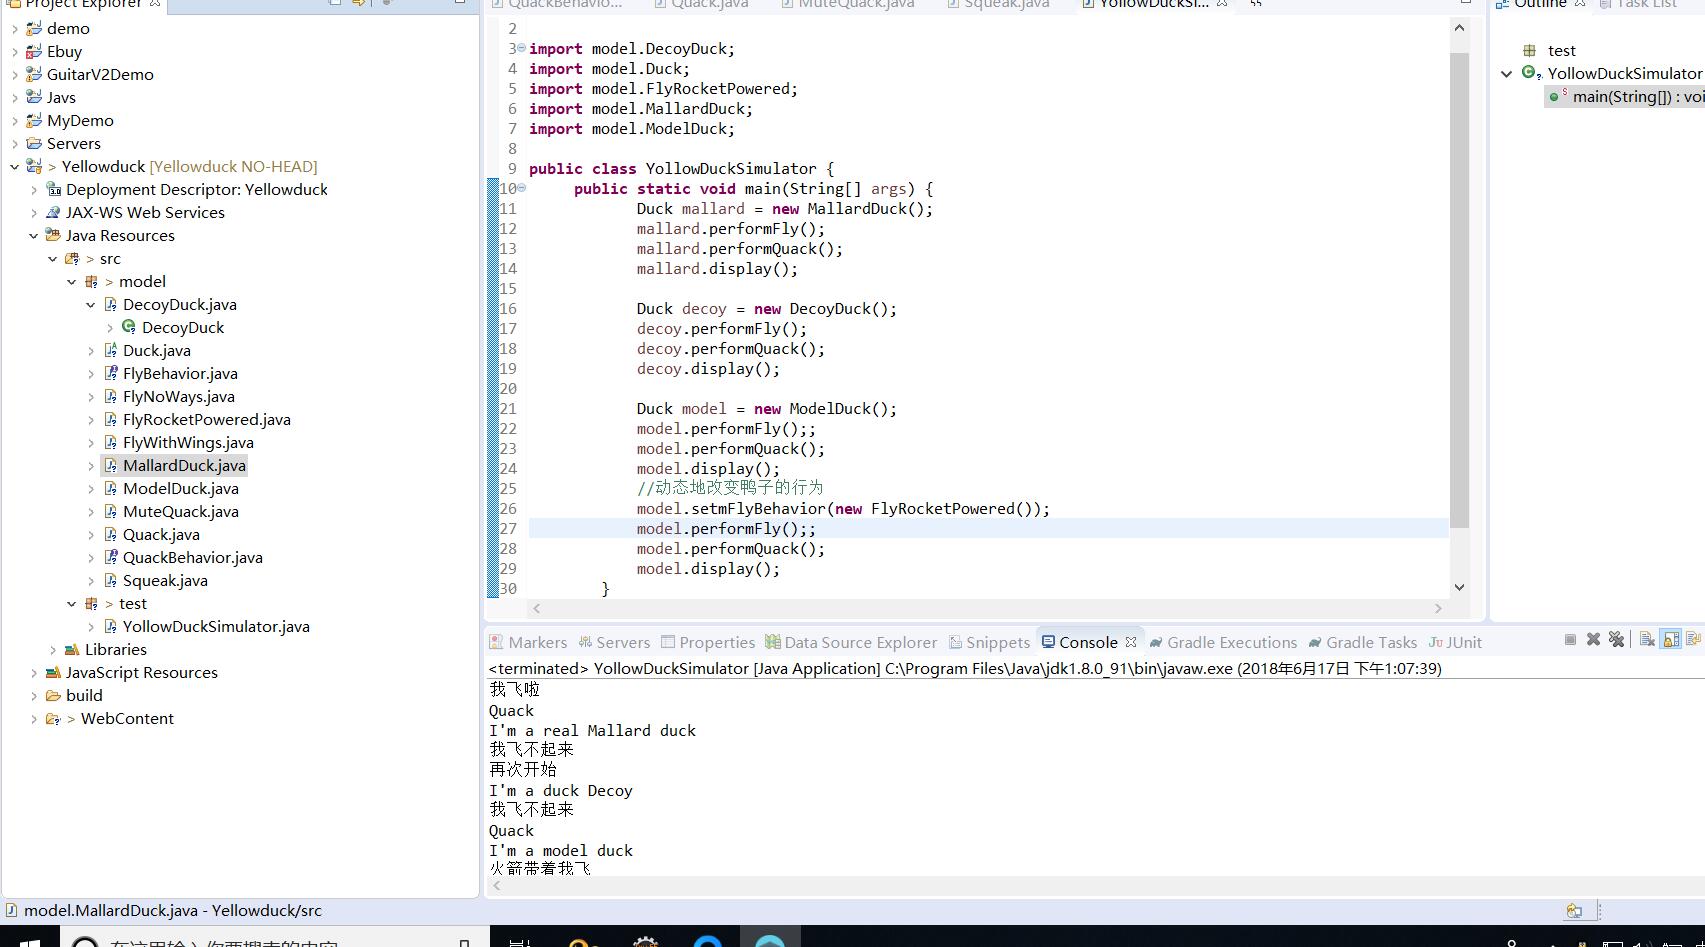 Project Explorer
demo
Ebuy
GuitarV2Demo
Javs
MyDemo
Servers
> Yellowduck [Yellowduck NO-HEAD]
Deployment Descriptor: Yellowduck
JAX-WS Web Services
Java Resources
> src
> model
DecoyDuck.java
DecoyDuck
Duck.java
FlyBehavior.java
FlyNoWays.java
FlyRocketPowered.java
FlyWithWings.java
MallardDuck.java
ModelDuck.java
MuteQuack.java
Quack.java
QuackBehavior.java
Squeak.java
> test
YollowDuckSimulator.java
Libraries
JavaScript Resources
build
> WebContent
QuackBehavio... Quack.java MuteQuack.java Squeak.java YollowDuckSi...
2
3 import model.DecoyDuck;
4 import model.Duck;
5 import model.FlyRocketPowered;
6 import model.MallardDuck;
7 import model.ModelDuck;
8
9 public class YollowDuckSimulator {
10 public static void main(String[] args) {
11 Duck mallard = new MallardDuck();
12 mallard.performFly();
13 mallard.performQuack();
14 mallard.display();
15
16 Duck decoy = new DecoyDuck();
17 decoy.performFly();
18 decoy.performQuack();
19 decoy.display();
20
21 Duck model = new ModelDuck();
22 model.performFly();;
23 model.performQuack();
24 model.display();
25 //动态地改变鸭子的行为
26 model.setmFlyBehavior(new FlyRocketPowered());
27 model.performFly();;
28 model.performQuack();
29 model.display();
30 }
Outline Task List
test
YollowDuckSimulator
main(String[]) : voi
Markers Servers Properties Data Source Explorer Snippets Console Gradle Executions Gradle Tasks JUnit
<terminated> YollowDuckSimulator [Java Application] C:\Program Files\Java\jdk1.8.0_91\bin\javaw.exe (2018年6月17日 下午1:07:39)
我飞啦
Quack
I'm a real Mallard duck
我飞不起来
再次开始
I'm a duck Decoy
我飞不起来
Quack
I'm a model duck
火箭带着我飞
model.MallardDuck.java - Yellowduck/src
在这里输入你要搜索的内容